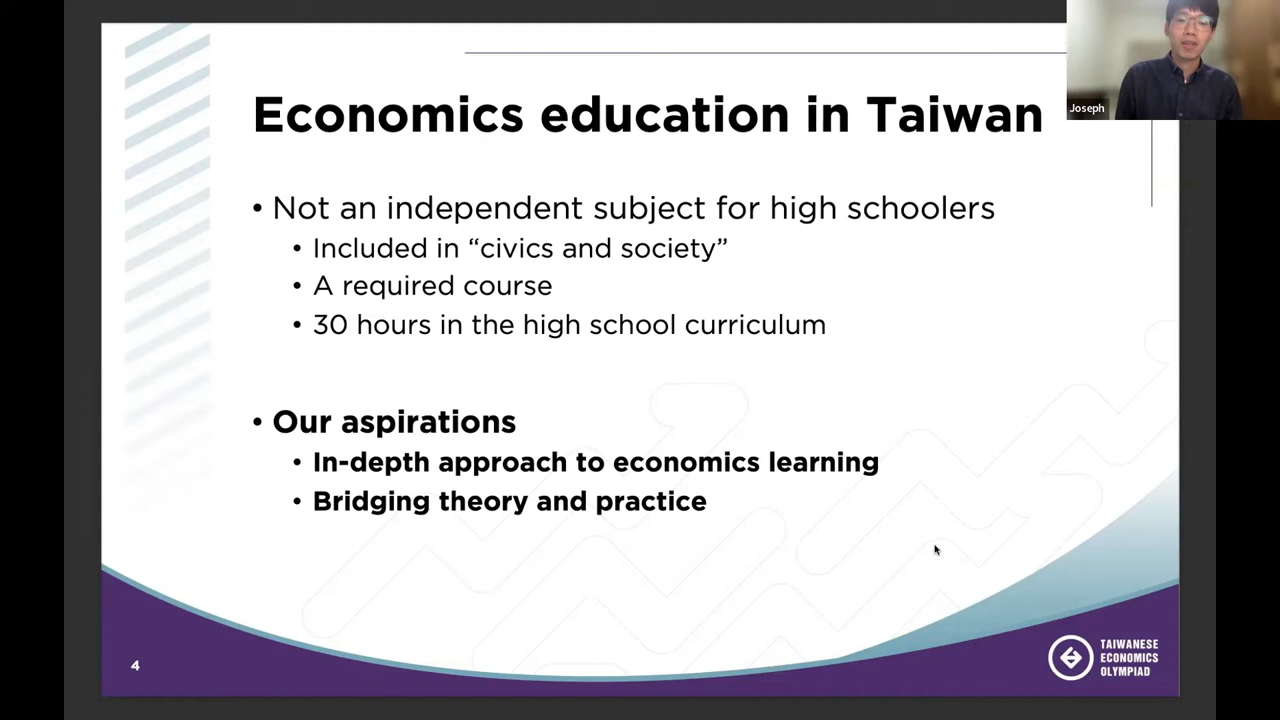 Economics education in Taiwan
Joseph
• Not an independent subject for high schoolers
• Included in “civics and society”
• A required course
• 30 hours in the high school curriculum
• Our aspirations
• In-depth approach to economics learning
• Bridging theory and practice
4
TAIWANESE
ECONOMICS
OLYMPIAD